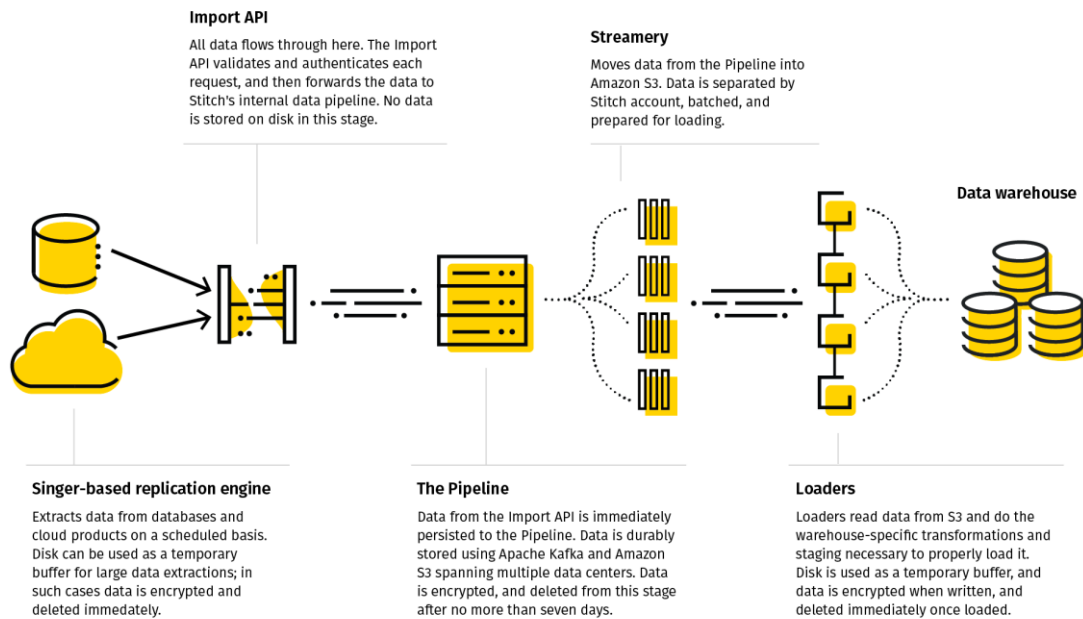 Import API
All data flows through here. The Import
API validates and authenticates each
request, and then forwards the data to
Stitch's internal data pipeline. No data
is stored on disk in this stage.
Streamery
Moves data from the Pipeline into
Amazon S3. Data is separated by
Stitch account, batched, and
prepared for loading.
Data warehouse
Singer-based replication engine
Extracts data from databases and
cloud products on a scheduled basis.
Disk can be used as a temporary
buffer for large data extractions; in
such cases data is encrypted and
deleted immedately.
The Pipeline
Data from the Import API is immediately
persisted to the Pipeline. Data is durably
stored using Apache Kafka and Amazon
S3 spanning multiple data centers. Data
is encrypted, and deleted from this stage
after no more than seven days.
Loaders
Loaders read data from S3 and do the
warehouse-specific transformations and
staging necessary to properly load it.
Disk is used as a temporary buffer, and
data is encrypted when written, and
deleted immediately once loaded.